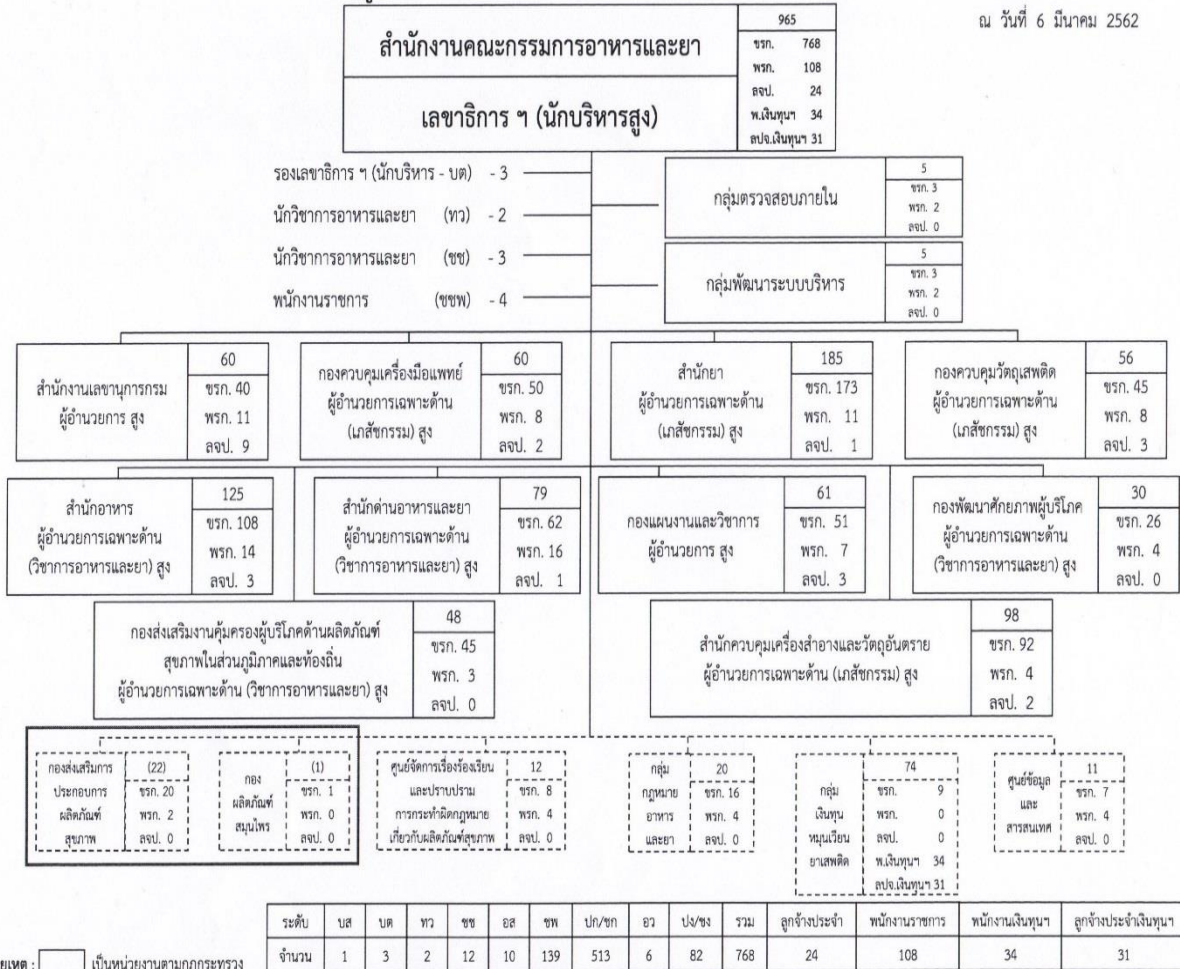 ณ วันที่ 6 มีนาคม 2562
สำนักงานคณะกรรมการอาหารและยา
เลขาธิการ ฯ (นักบริหารสูง)
965
ขรก. 768
พรก. 108
ลจป. 24
พ.เงินทุนฯ 34
ลปจ.เงินทุนฯ 31
รองเลขาธิการ ฯ (นักบริหาร - บต) - 3
นักวิชาการอาหารและยา (ทว) - 2
นักวิชาการอาหารและยา (ชช) - 3
พนักงานราชการ (ชชพ) - 4
กลุ่มตรวจสอบภายใน
5
ขรก. 3
พรก. 2
ลจป. 0
กลุ่มพัฒนาระบบบริหาร
5
ขรก. 3
พรก. 2
ลจป. 0
สำนักงานเลขานุการกรม
ผู้อำนวยการ สูง
60
ขรก. 40
พรก. 11
ลจป. 9
กองควบคุมเครื่องมือแพทย์
ผู้อำนวยการเฉพาะด้าน
(เภสัชกรรม) สูง
60
ขรก. 50
พรก. 8
ลจป. 2
สำนักยา
ผู้อำนวยการเฉพาะด้าน
(เภสัชกรรม) สูง
185
ขรก. 173
พรก. 11
ลจป. 1
กองควบคุมวัตถุเสพติด
ผู้อำนวยการเฉพาะด้าน
(เภสัชกรรม) สูง
56
ขรก. 45
พรก. 8
ลจป. 3
สำนักอาหาร
ผู้อำนวยการเฉพาะด้าน
(วิชาการอาหารและยา) สูง
125
ขรก. 108
พรก. 14
ลจป. 3
สำนักด่านอาหารและยา
ผู้อำนวยการเฉพาะด้าน
(วิชาการอาหารและยา) สูง
79
ขรก. 62
พรก. 16
ลจป. 1
กองแผนงานและวิชาการ
ผู้อำนวยการ สูง
61
ขรก. 51
พรก. 7
ลจป. 3
กองพัฒนาศักยภาพผู้บริโภค
ผู้อำนวยการเฉพาะด้าน
(วิชาการอาหารและยา) สูง
30
ขรก. 26
พรก. 4
ลจป. 0
กองส่งเสริมงานคุ้มครองผู้บริโภคด้านผลิตภัณฑ์
สุขภาพในส่วนภูมิภาคและท้องถิ่น
ผู้อำนวยการเฉพาะด้าน (วิชาการอาหารและยา) สูง
48
ขรก. 45
พรก. 3
ลจป. 0
สำนักควบคุมเครื่องสำอางและวัตถุอันตราย
ผู้อำนวยการเฉพาะด้าน (เภสัชกรรม) สูง
98
ขรก. 92
พรก. 4
ลจป. 2
กองส่งเสริมการ
ประกอบการ
ผลิตภัณฑ์
สุขภาพ
(22)
ขรก. 20
พรก. 2
ลจป. 0
กอง
ผลิตภัณฑ์
สมุนไพร
(1)
ขรก. 1
พรก. 0
ลจป. 0
ศูนย์จัดการเรื่องร้องเรียน
และปราบปราม
การกระทำผิดกฎหมาย
เกี่ยวกับผลิตภัณฑ์สุขภาพ
12
ขรก. 8
พรก. 4
ลจป. 0
กลุ่ม
กฎหมาย
อาหาร
และยา
20
ขรก. 16
พรก. 4
ลจป. 0
กลุ่ม
เงินทุน
หมุนเวียน
ยาเสพติด
74
ขรก. 9
พรก. 0
ลจป. 0
พ.เงินทุนฯ 34
ลปจ.เงินทุนฯ 31
ศูนย์ข้อมูล
และ
สารสนเทศ
11
ขรก. 7
พรก. 4
ลจป. 0
ระดับ บส บต ทว ชช อส ชพ ปก/ชก อว ปง/ชง รวม ลูกจ้างประจำ พนักงานราชการ พนักงานเงินทุนฯ ลูกจ้างประจำเงินทุนฯ
จำนวน 1 3 2 12 10 139 513 6 82 768 24 108 34 31
ยเหตุ : เป็นหน่วยงานตามกฎกระทรวง